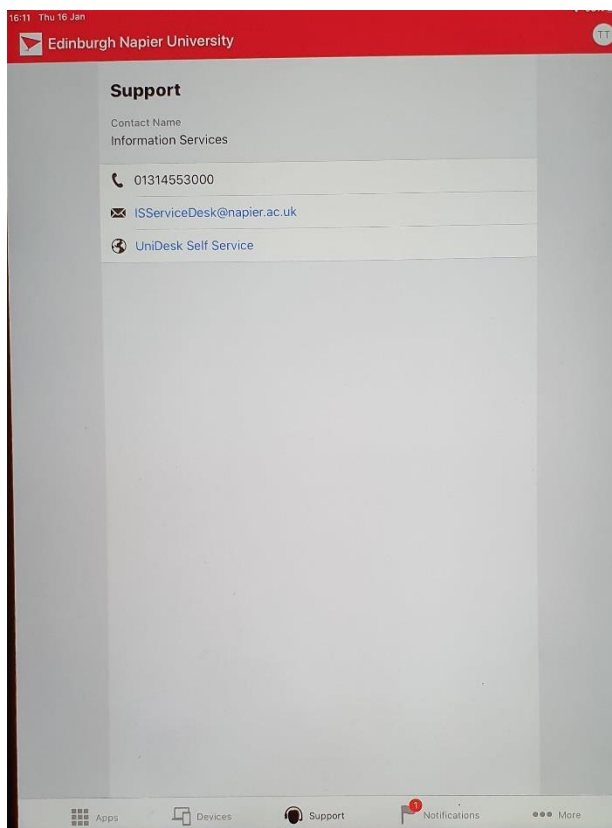 16:11 Thu 16 Jan
Edinburgh Napier University
TT
Support
Contact Name
Information Services
01314553000
ISServiceDesk@napier.ac.uk
UniDesk Self Service
Apps
Devices
Support
1
Notifications
More